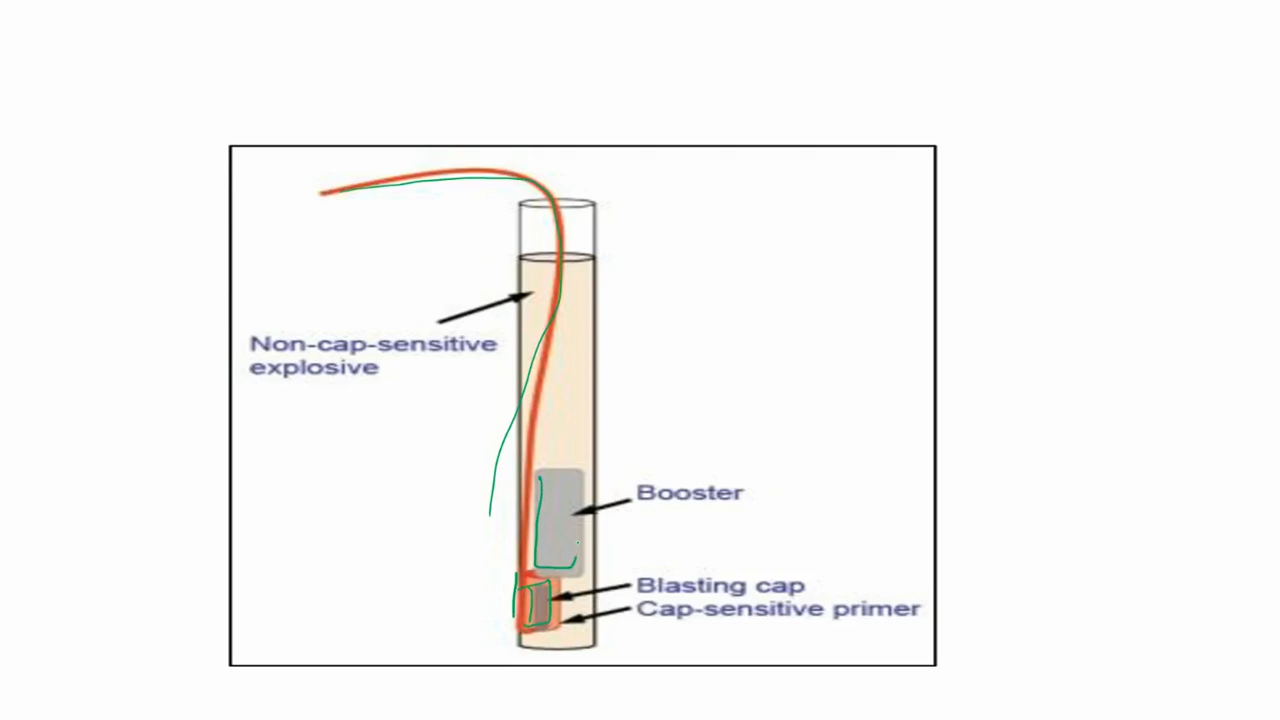 Non-cap-sensitive
explosive
Booster
Blasting cap
Cap-sensitive primer